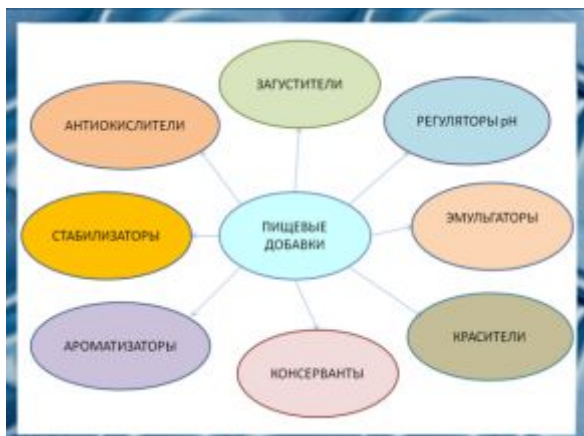 ЗАГУСТИТЕЛИ
АНТИОКИСЛИТЕЛИ
РЕГУЛЯТОРЫ pH
СТАБИЛИЗАТОРЫ
ПИЩЕВЫЕ
ДОБАВКИ
ЭМУЛЬГАТОРЫ
АРОМАТИЗАТОРЫ
КРАСИТЕЛИ
КОНСЕРВАНТЫ